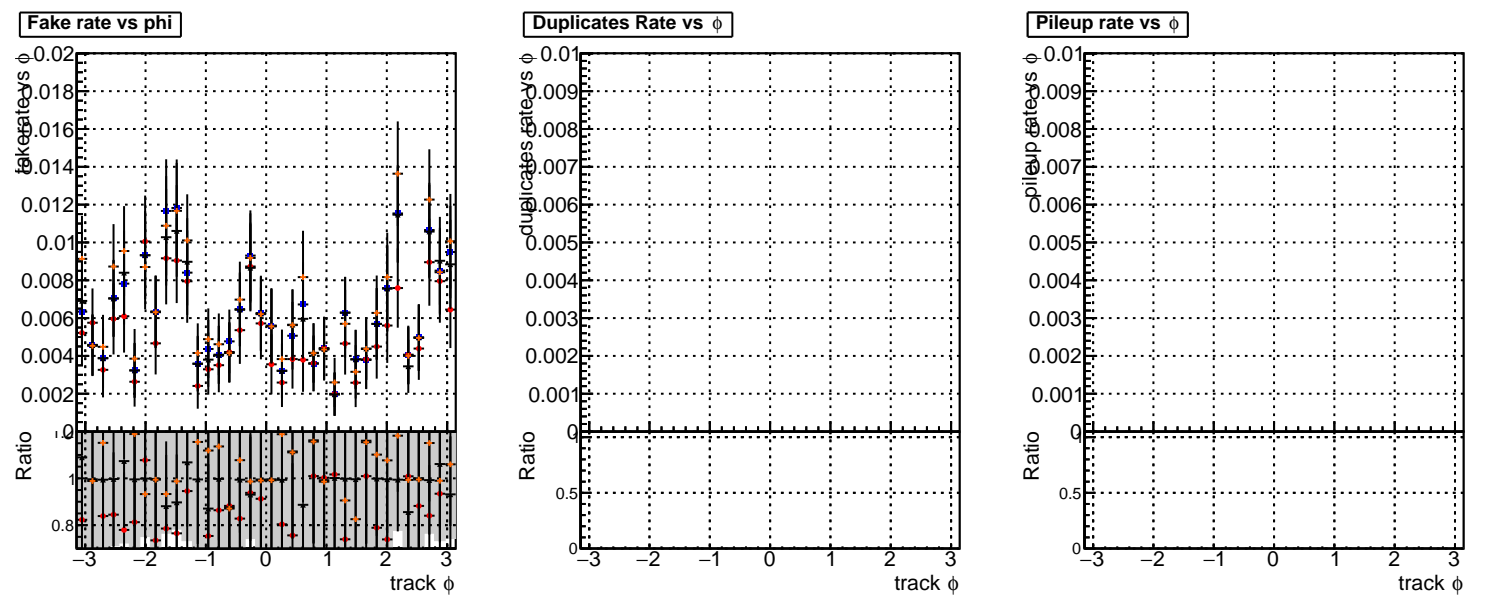 Fake rate vs phi
fakerate vs ϕ
0.02
0.018
0.016
0.014
0.012
0.01
0.008
0.006
0.004
0.002
0
Ratio
1
0.8
−3 −2 −1 0 1 2 3
track ϕ
Duplicates Rate vs ϕ
duplicates rate vs ϕ
0.01
0.009
0.008
0.007
0.006
0.005
0.004
0.003
0.002
0.001
0
Ratio
0.5
0
−3 −2 −1 0 1 2 3
track ϕ
Pileup rate vs ϕ
pileup rate vs ϕ
0.01
0.009
0.008
0.007
0.006
0.005
0.004
0.003
0.002
0.001
0
Ratio
0.5
0
−3 −2 −1 0 1 2 3
track ϕ